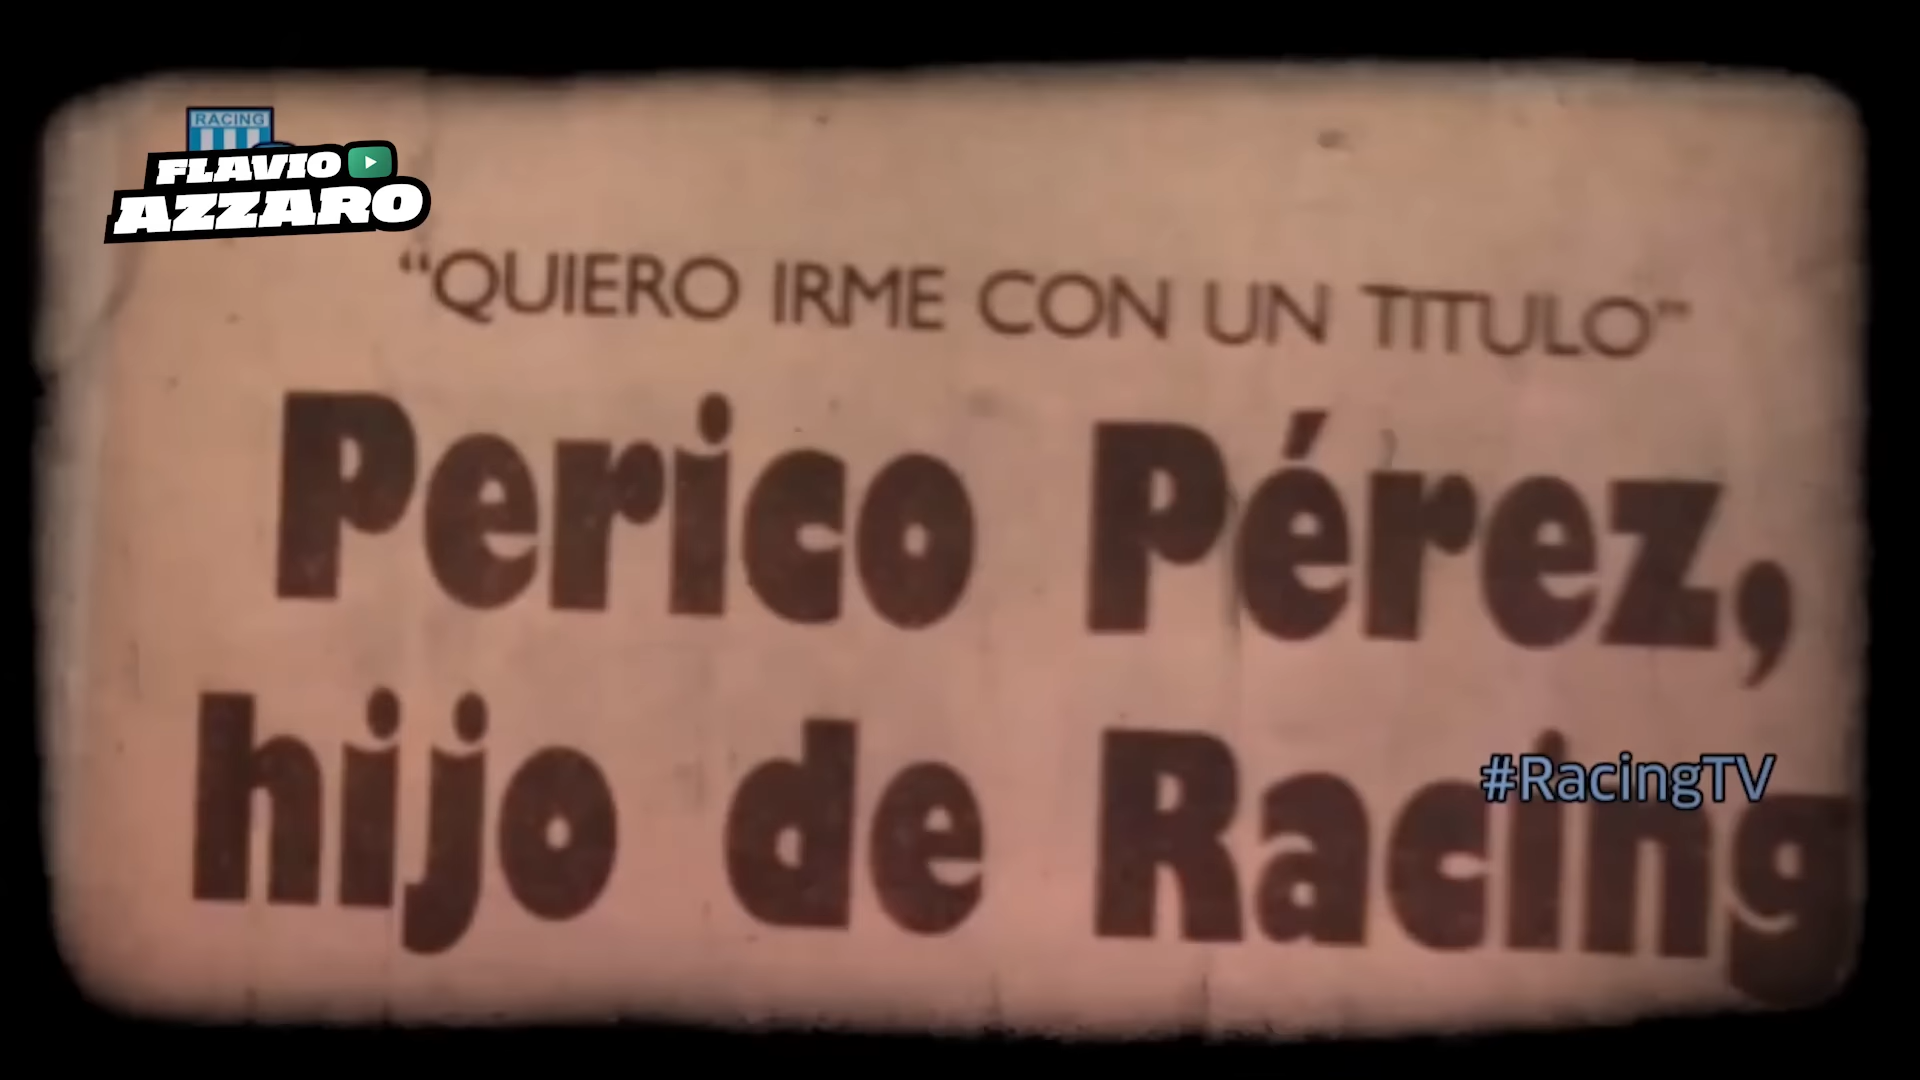 RACING
FLAVIO
AZZARO
“QUIERO IRME CON UN TITULO”
Perico Pérez,
hijo de Racing
#RacingTV